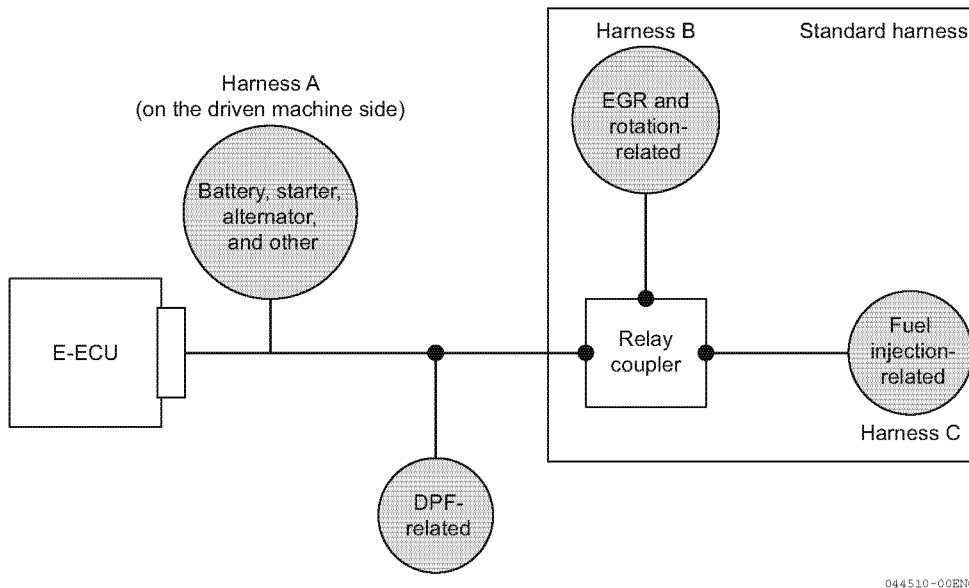 Harness B
Standard harness
EGR and
rotation-
related
Harness A
(on the driven machine side)
Battery, starter,
alternator,
and other
E-ECU
Relay
coupler
Fuel
injection-
related
Harness C
DPF-
related
044510-00EN